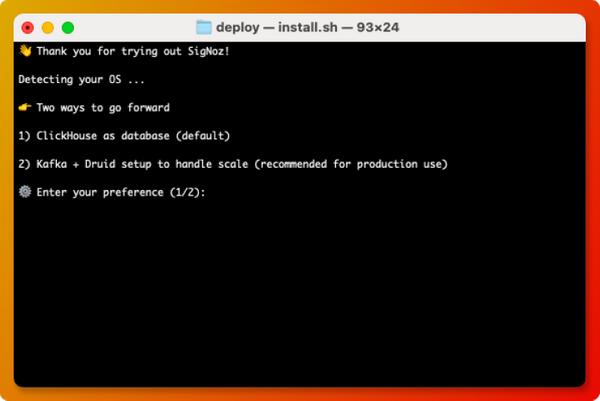 deploy — install.sh — 93×24
👋 Thank you for trying out SigNoz!
Detecting your OS ...
👉 Two ways to go forward
1) ClickHouse as database (default)
2) Kafka + Druid setup to handle scale (recommended for production use)
⚙️ Enter your preference (1/2):